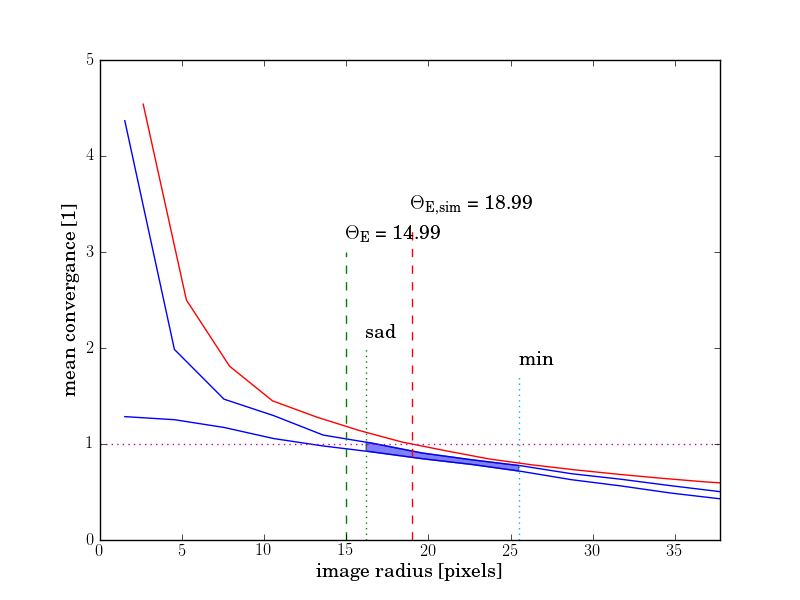 5
4
3
2
1
0
mean convergance [1]
Θ_E,sim = 18.99
Θ_E = 14.99
sad
min
0 5 10 15 20 25 30 35
image radius [pixels]